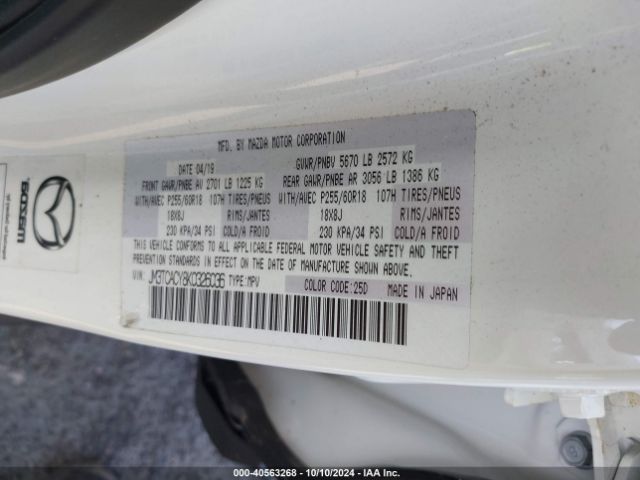 MFD. BY MAZDA MOTOR CORPORATION
DATE 04/19 GVWR/PNBV 5670 LB 2572 KG
FRONT GAWR/PNBE AV 2701 LB 1225 KG REAR GAWR/PNBE AR 3056 LB 1386 KG
WITH/AVEC P255/60R18 107H TIRES/PNEUS WITH/AVEC P255/60R18 107H TIRES/PNEUS
18X8J RIMS/JANTES 18X8J RIMS/JANTES
230 KPA/34 PSI COLD/A FROID 230 KPA/34 PSI COLD/A FROID
THIS VEHICLE CONFORMS TO ALL APPLICABLE FEDERAL MOTOR VEHICLE SAFETY AND THEFT
PREVENTION STANDARDS IN EFFECT ON THE DATE OF MANUFACTURE SHOWN ABOVE.
VIN: JM3TCACY8K0326036 TYPE:MPV COLOR CODE:25D MADE IN JAPAN
000-40563268 - 10/10/2024 - IAA Inc.